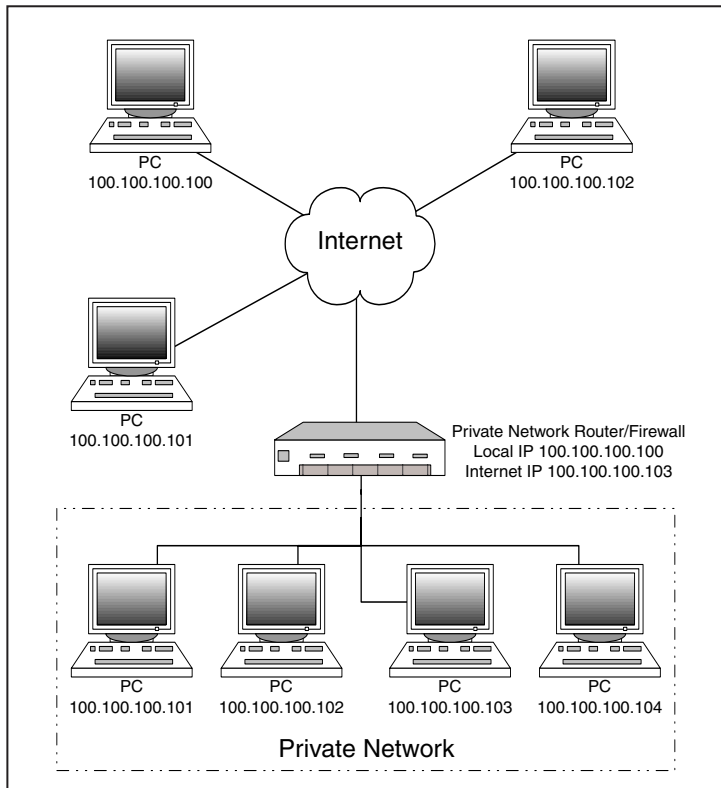 PC
100.100.100.100
PC
100.100.100.102
Internet
PC
100.100.100.101
Private Network Router/Firewall
Local IP 100.100.100.100
Internet IP 100.100.100.103
PC
100.100.100.101
PC
100.100.100.102
PC
100.100.100.103
PC
100.100.100.104
Private Network